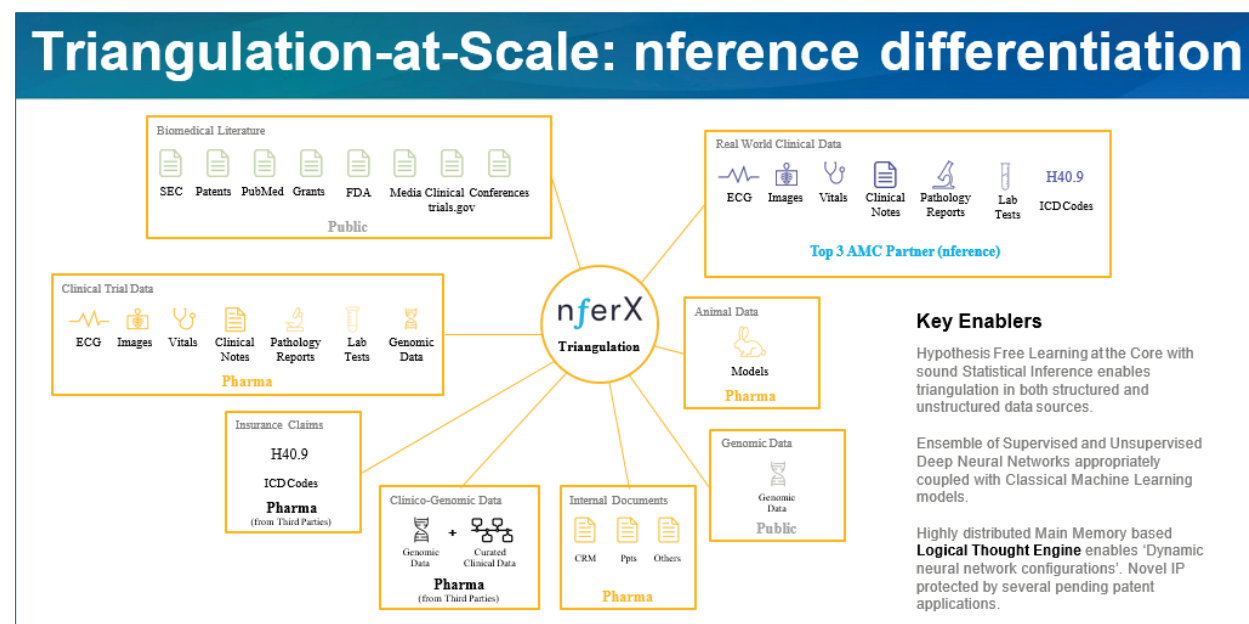 Triangulation-at-Scale: nference differentiation
Biomedical Literature
SEC Patents PubMed Grants FDA Media Clinical Conferences
trials.gov
Public
Real World Clinical Data
H40.9
ECG Images Vitals Clinical Pathology Lab ICD Codes
Notes Reports Tests
Top 3 AMC Partner (nference)
Clinical Trial Data
ECG Images Vitals Clinical Pathology Lab Genomic
Notes Reports Tests Data
Pharma
nferX
Triangulation
Animal Data
Models
Pharma
Insurance Claims
H40.9
ICD Codes
Pharma
(from Third Parties)
Clinico-Genomic Data
+
Genomic Curated
Data Clinical Data
Pharma
(from Third Parties)
Internal Documents
CRM Ppts Others
Pharma
Genomic Data
Genomic
Data
Public
Key Enablers
Hypothesis Free Learning at the Core with
sound Statistical Inference enables
triangulation in both structured and
unstructured data sources.
Ensemble of Supervised and Unsupervised
Deep Neural Networks appropriately
coupled with Classical Machine Learning
models.
Highly distributed Main Memory based
Logical Thought Engine enables ‘Dynamic
neural network configurations’. Novel IP
protected by several pending patent
applications.